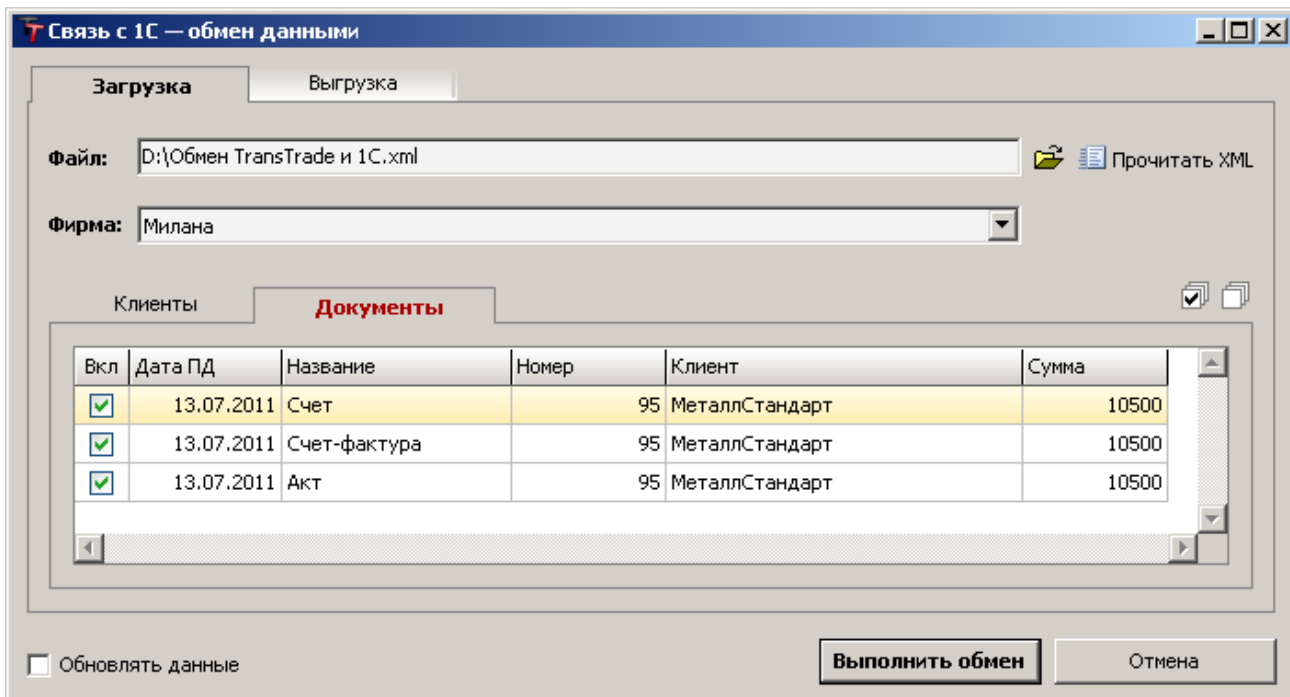 Связь с 1С — обмен данными
Загрузка Выгрузка
Файл: D:\Обмен TransTrade и 1С.xml Прочитать XML
Фирма: Милана
Клиенты Документы
Вкл Дата ПД Название Номер Клиент Сумма
13.07.2011 Счет 95 МеталлСтандарт 10500
13.07.2011 Счет-фактура 95 МеталлСтандарт 10500
13.07.2011 Акт 95 МеталлСтандарт 10500
Обновлять данные Выполнить обмен Отмена